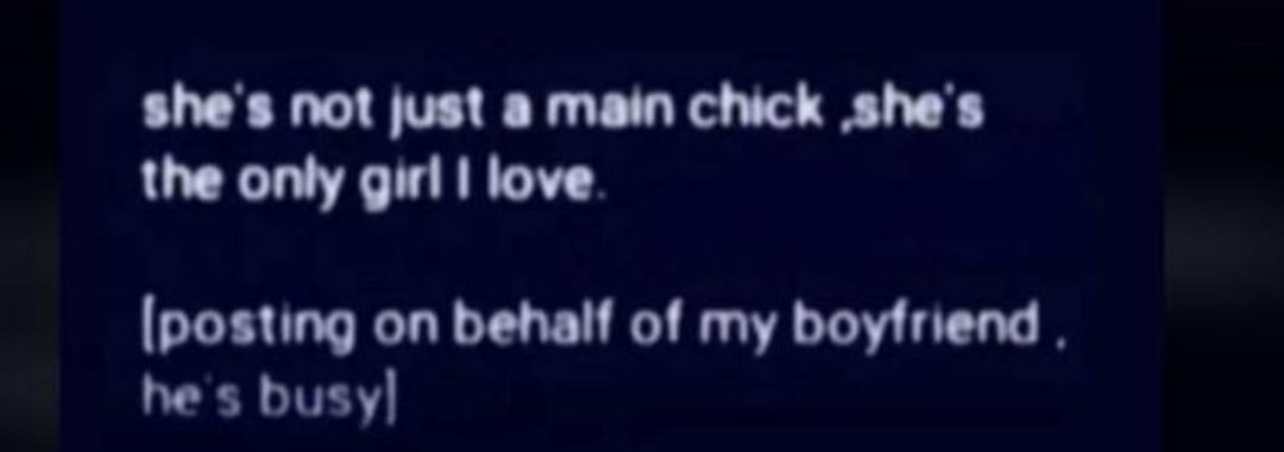 she's not just a main chick ,she's
the only girl I love.
[posting on behalf of my boyfriend ,
he's busy]